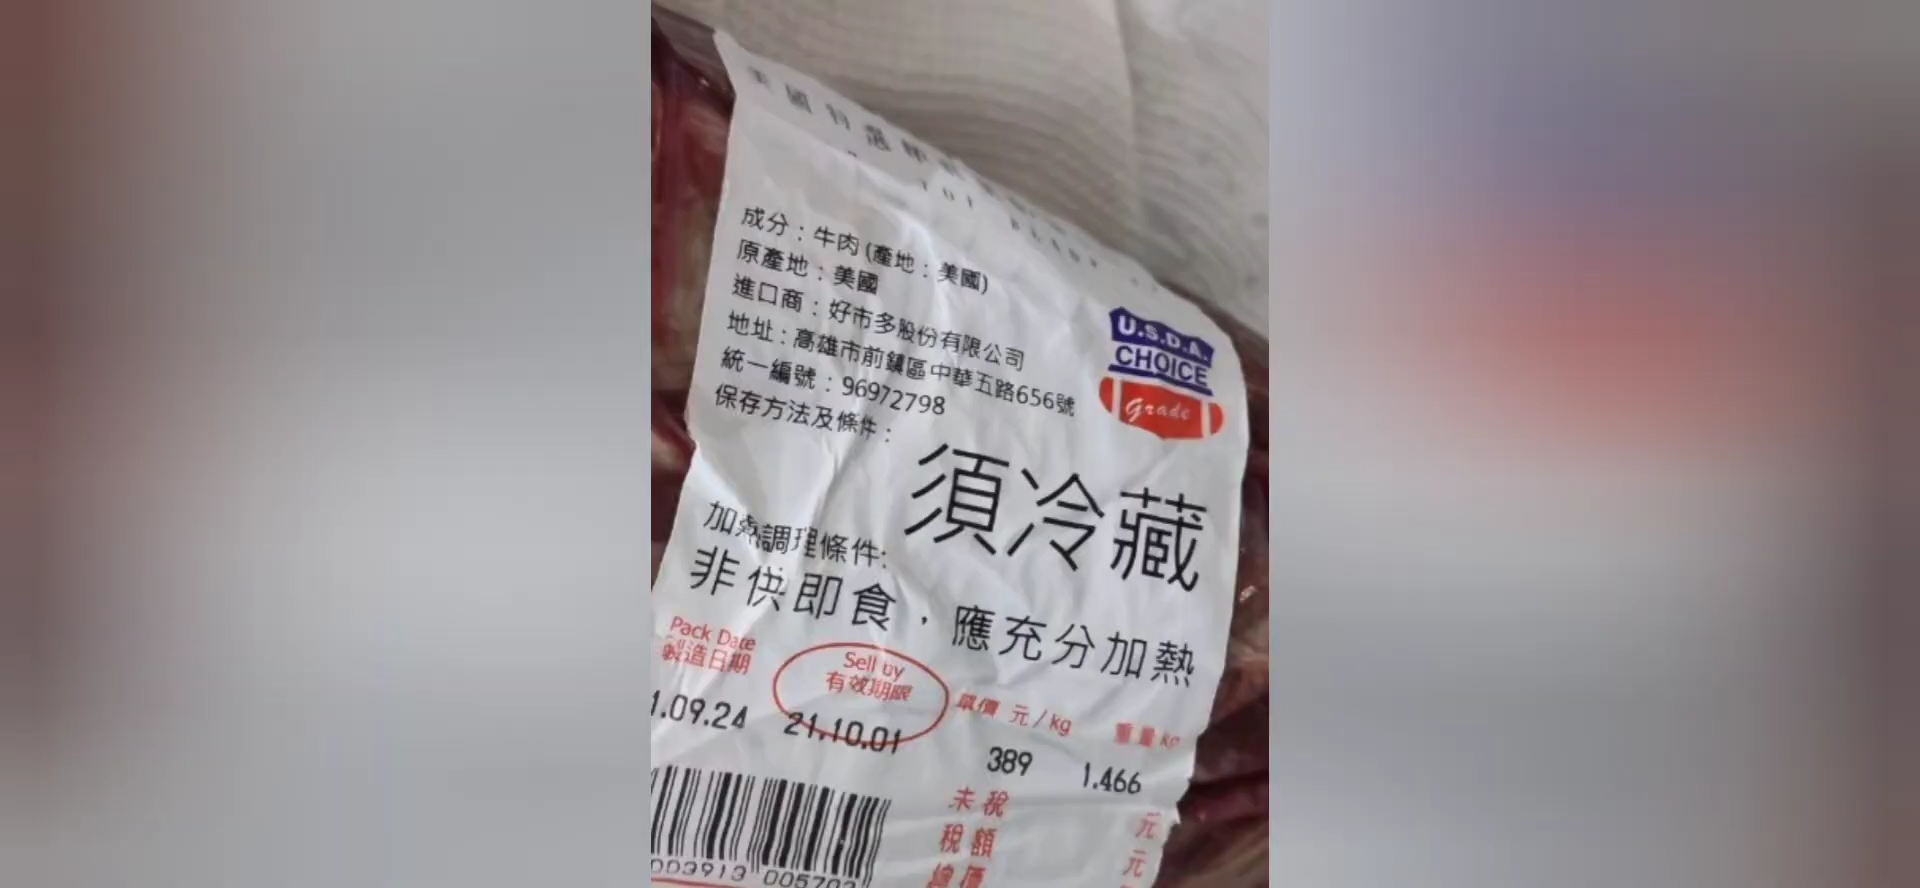 成分：牛肉 (產地：美國)
原產地：美國
進口商：好市多股份有限公司
地址：高雄市前鎮區中華五路656號
統一編號：96972798
保存方法及條件：
須冷藏
U.S.D.A.
CHOICE
Grade
加熱調理條件:
非供即食，應充分加熱
Pack Date
製造日期
Sell by
有效期限
單價 元/kg
重量kg
1.09.24
21.10.01
389
1.466
未稅
元
稅額
元
003913